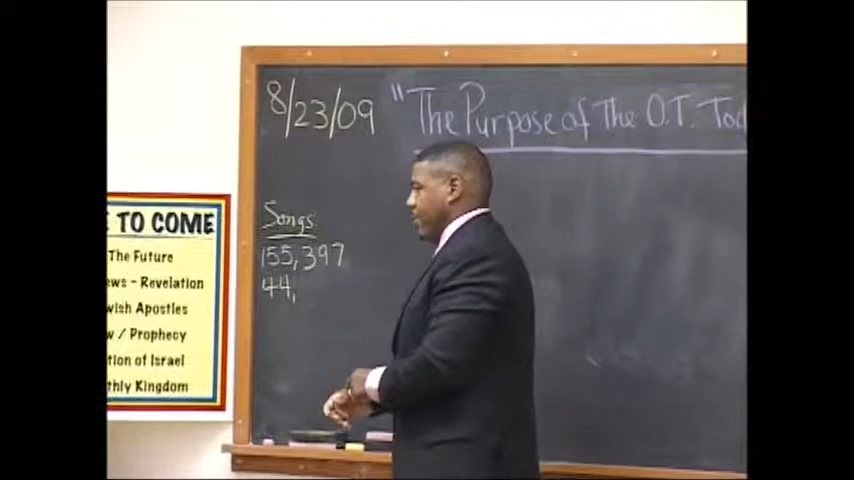 8/23/09
"The Purpose of The O.T. Tod
Songs
155, 397
44,
E TO COME
The Future
ws - Revelation
wish Apostles
w / Prophecy
tion of Israel
thly Kingdom